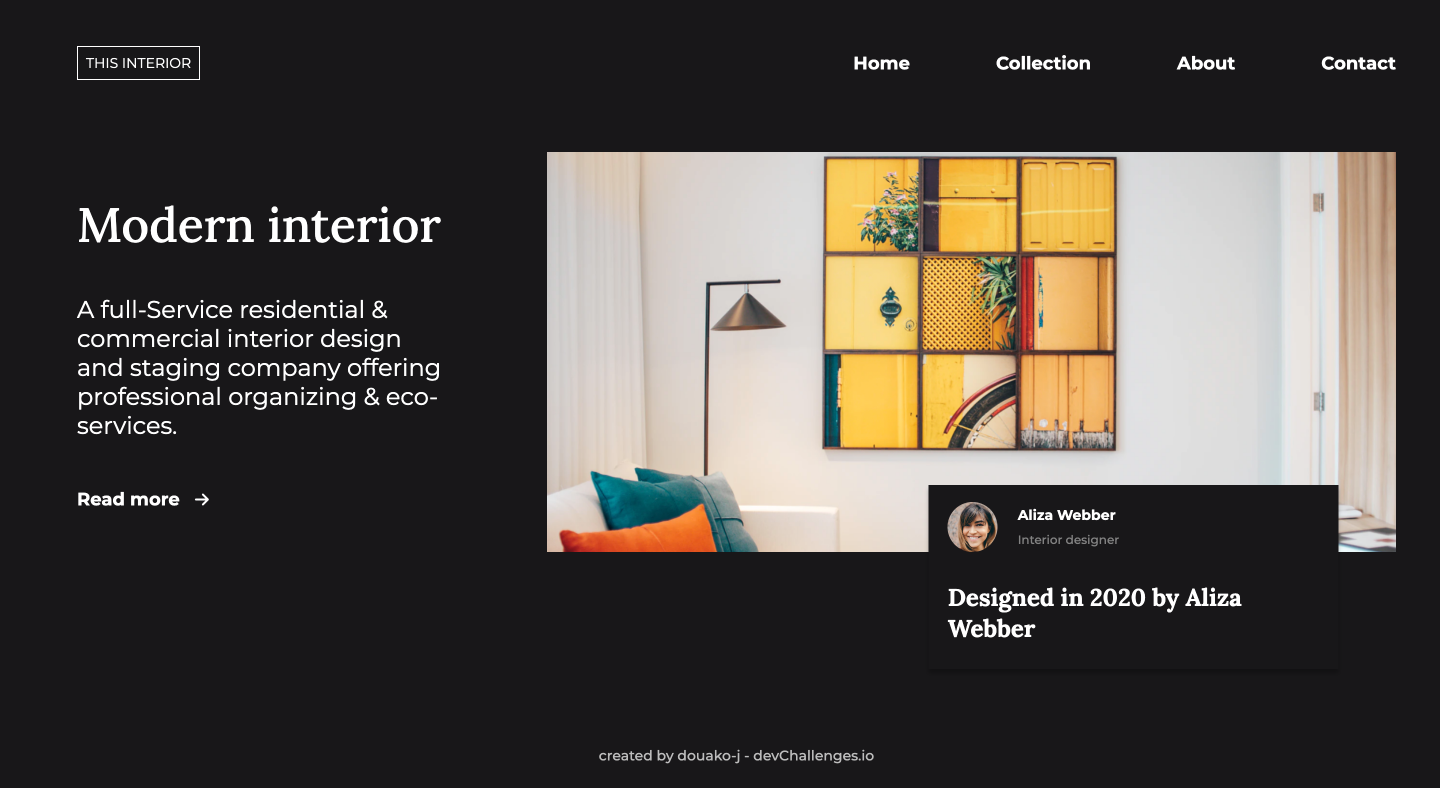 THIS INTERIOR
Home
Collection
About
Contact
Modern interior
A full-Service residential &
commercial interior design
and staging company offering
professional organizing & eco-
services.
Read more
Aliza Webber
Interior designer
Designed in 2020 by Aliza
Webber
created by douako-j - devChallenges.io